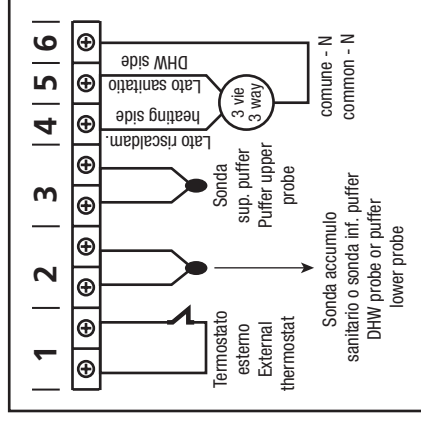 1 2 3 4 5 6
Termostato
esterno
External
thermostat
Sonda accumulo
sanitario o sonda inf. puffer
DHW probe or puffer
lower probe
Sonda
sup. puffer
Puffer upper
probe
Lato riscaldam.
heating side
Lato sanitatio
DHW side
3 vie
3 way
comune - N
common - N